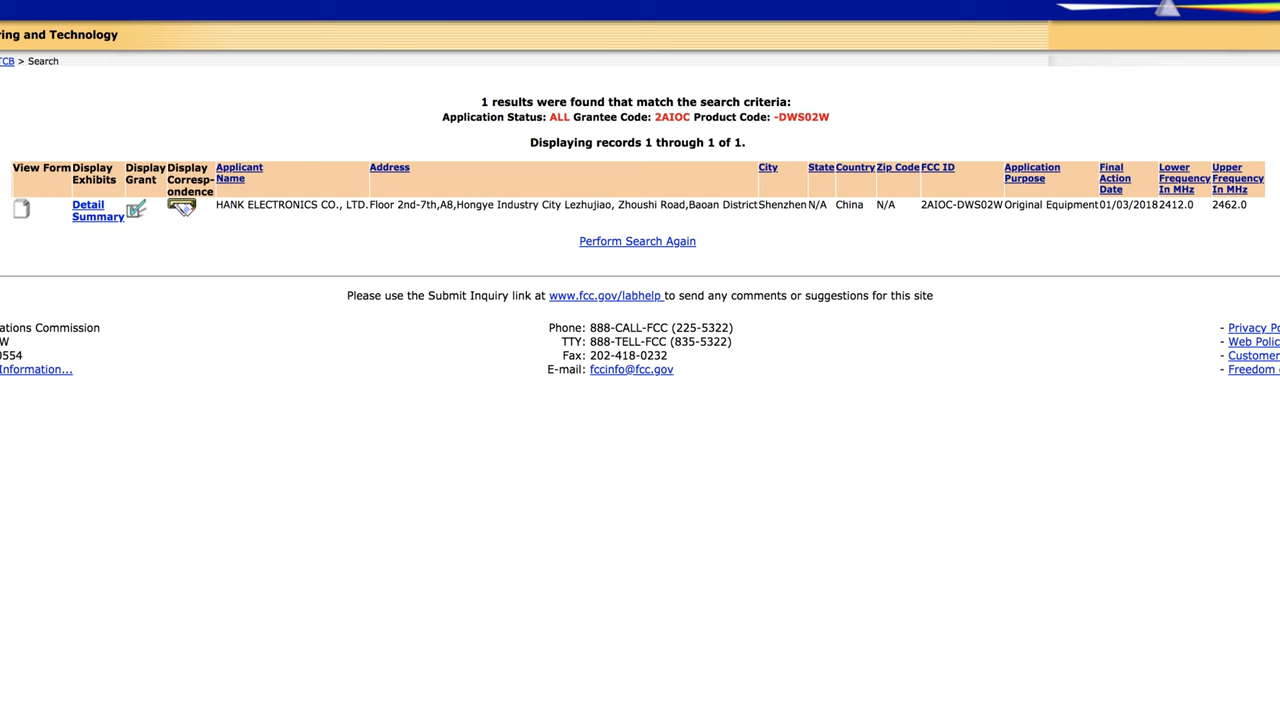 ring and Technology
TCB > Search
1 results were found that match the search criteria:
Application Status: ALL Grantee Code: 2AIOC Product Code: -DWS02W
Displaying records 1 through 1 of 1.
View Form Display Exhibits Display Grant Display Corresp-ondence Applicant Name Address City State Country Zip Code FCC ID Application Purpose Final Action Date Lower Frequency In MHz Upper Frequency In MHz
Detail Summary HANK ELECTRONICS CO., LTD. Floor 2nd-7th,A8,Hongye Industry City Lezhujiao, Zhoushi Road,Baoan District Shenzhen N/A China N/A 2AIOC-DWS02W Original Equipment 01/03/2018 2412.0 2462.0
Perform Search Again
Please use the Submit Inquiry link at www.fcc.gov/labhelp to send any comments or suggestions for this site
ations Commission
W
0554
Information...
Phone: 888-CALL-FCC (225-5322)
TTY: 888-TELL-FCC (835-5322)
Fax: 202-418-0232
E-mail: fccinfo@fcc.gov
- Privacy Po
- Web Polic
- Customer
- Freedom